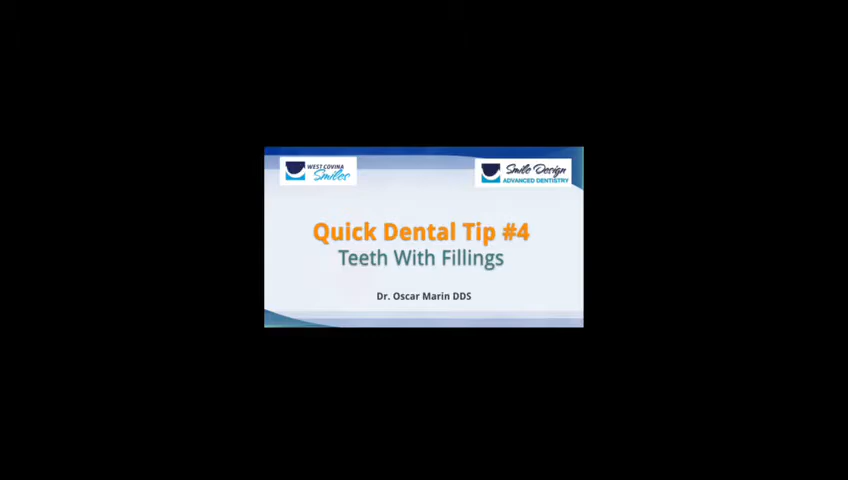 WEST COVINA
Smiles
Smile Design
ADVANCED DENTISTRY
Quick Dental Tip #4
Teeth With Fillings
Dr. Oscar Marin DDS